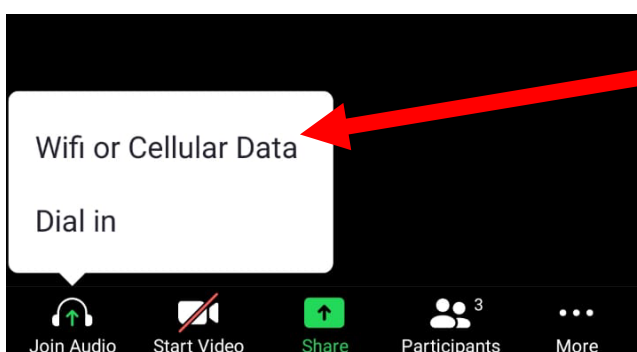 Wifi or Cellular Data
Dial in
3
Join Audio Start Video Share Participants More